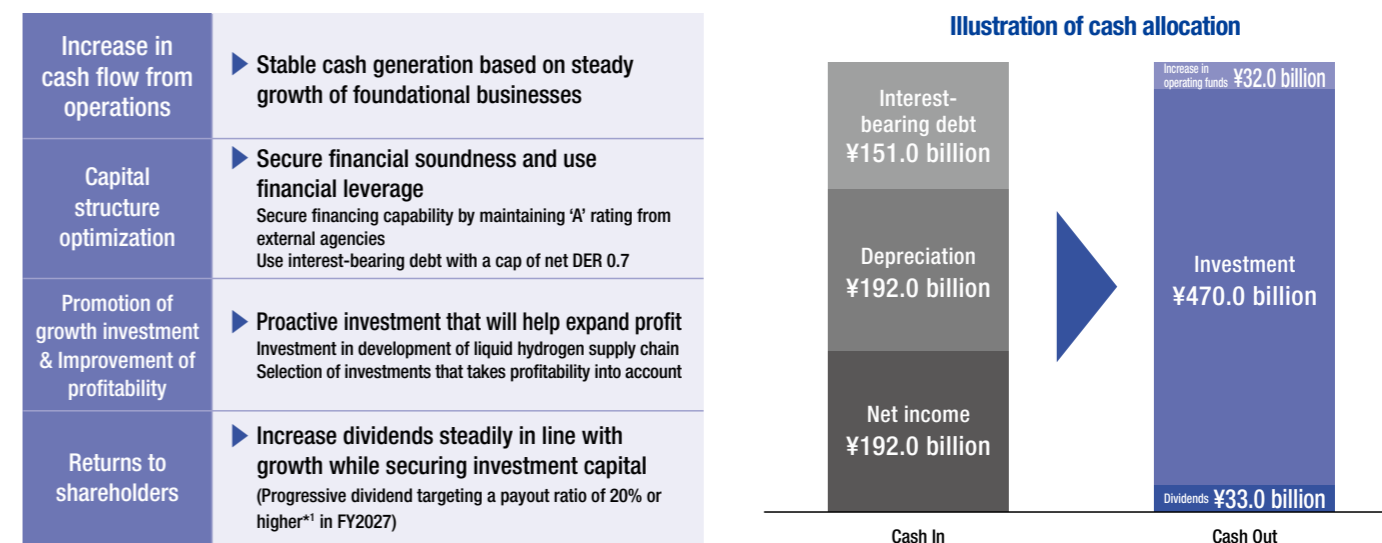 Increase in
cash flow from
operations
Stable cash generation based on steady
growth of foundational businesses
Capital
structure
optimization
Secure financial soundness and use
financial leverage
Secure financing capability by maintaining ‘A’ rating from
external agencies
Use interest-bearing debt with a cap of net DER 0.7
Promotion of
growth investment
& Improvement of
profitability
Proactive investment that will help expand profit
Investment in development of liquid hydrogen supply chain
Selection of investments that takes profitability into account
Returns to
shareholders
Increase dividends steadily in line with
growth while securing investment capital
(Progressive dividend targeting a payout ratio of 20% or
higher*1 in FY2027)
Illustration of cash allocation
Interest-
bearing debt
¥151.0 billion
Depreciation
¥192.0 billion
Net income
¥192.0 billion
Cash In
Increase in
operating funds ¥32.0 billion
Investment
¥470.0 billion
Dividends ¥33.0 billion
Cash Out